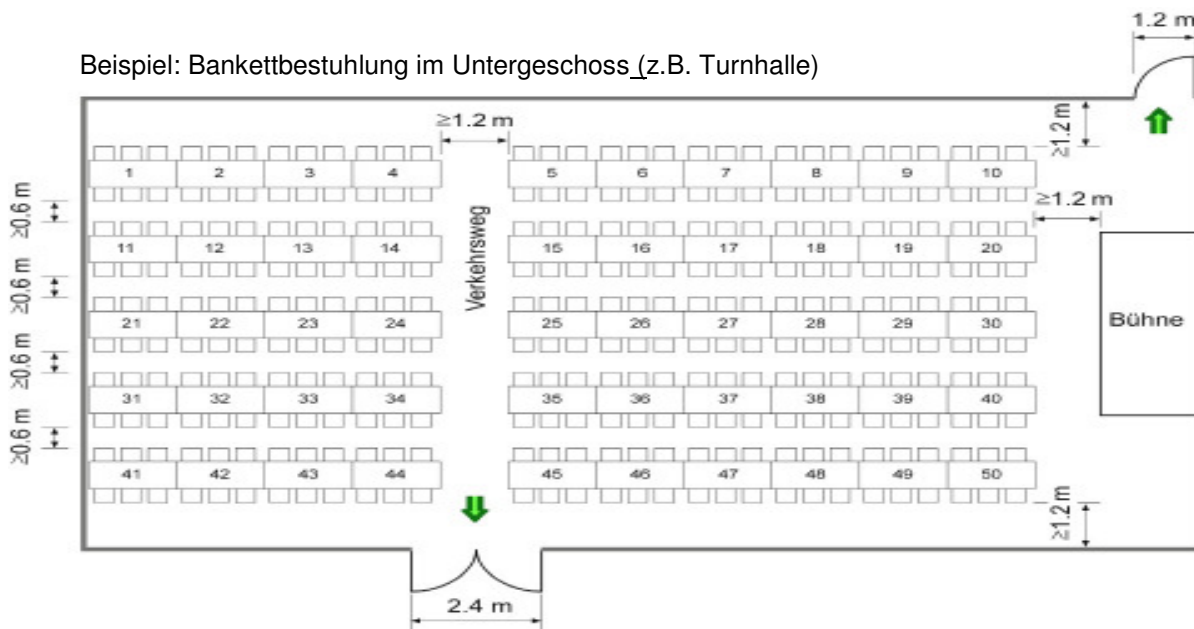 1.2 m
Beispiel: Bankettbestuhlung im Untergeschoss (z.B. Turnhalle)
≥1.2 m
≥1.2 m
1 2 3 4 5 6 7 8 9 10
≥0.6 m
≥1.2 m
Verkehrsweg
11 12 13 14 15 16 17 18 19 20
≥0.6 m
21 22 23 24 25 26 27 28 29 30
Bühne
≥0.6 m
31 32 33 34 35 36 37 38 39 40
≥0.6 m
41 42 43 44 45 46 47 48 49 50
≥1.2 m
2.4 m